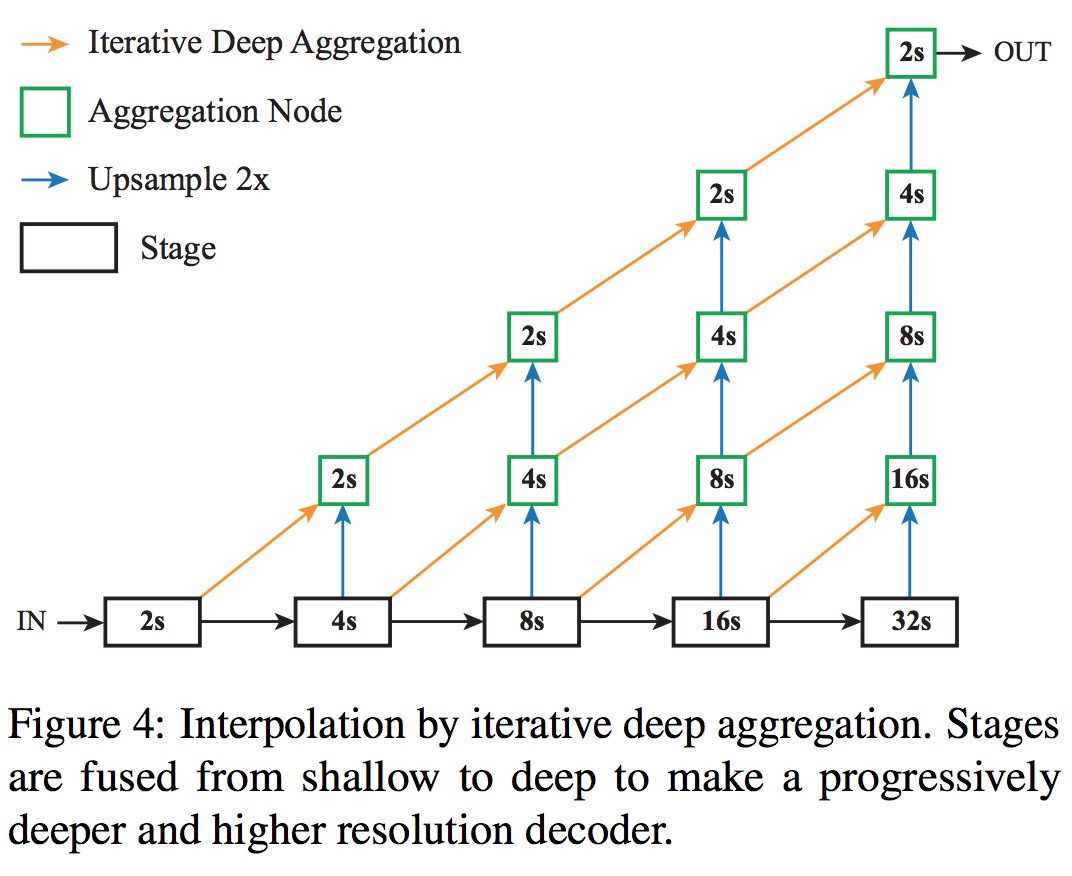 Iterative Deep Aggregation
Aggregation Node
Upsample 2x
Stage
2s OUT
2s 4s
2s 4s 8s
2s 4s 8s 16s
IN 2s 4s 8s 16s 32s
Figure 4: Interpolation by iterative deep aggregation. Stages
are fused from shallow to deep to make a progressively
deeper and higher resolution decoder.